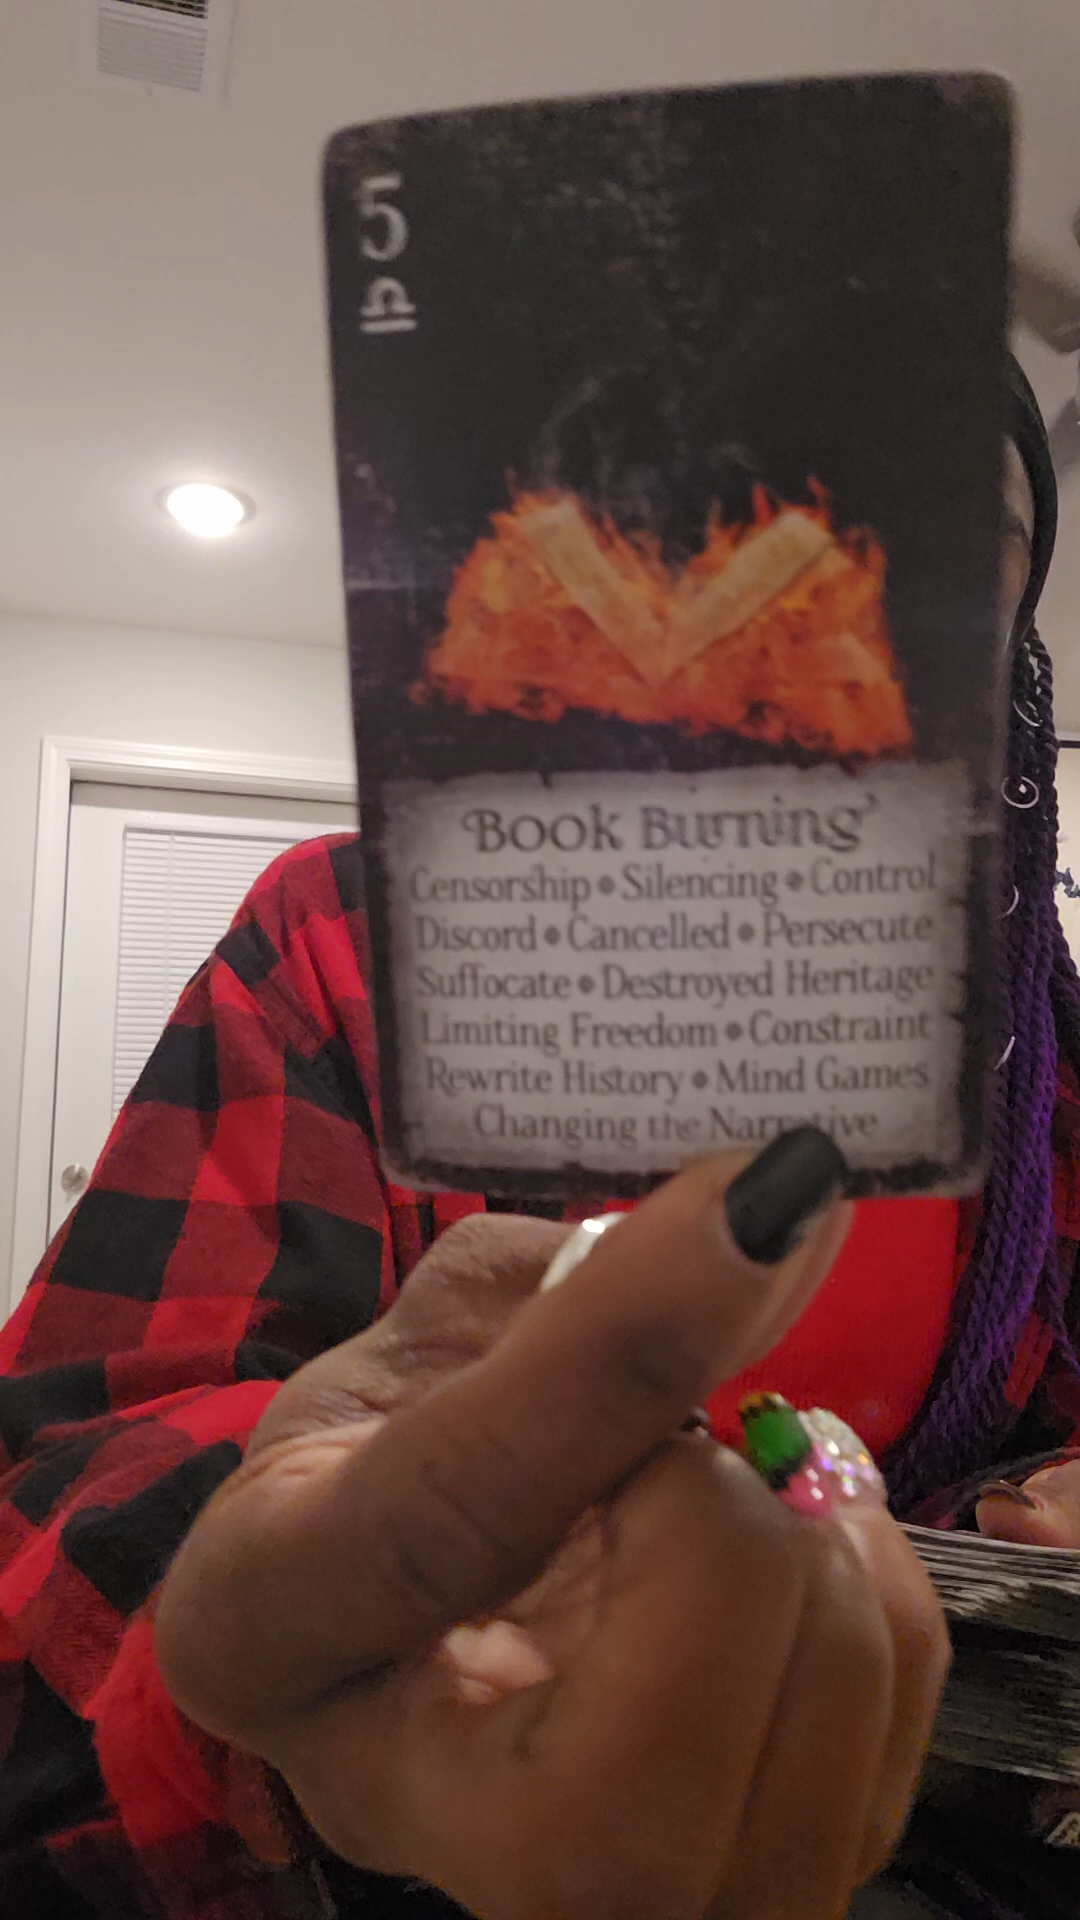 5
Book Burning
Censorship • Silencing • Control
Discord • Cancelled • Persecute
Suffocate • Destroyed Heritage
Limiting Freedom • Constraint
Rewrite History • Mind Games
Changing the Narrative